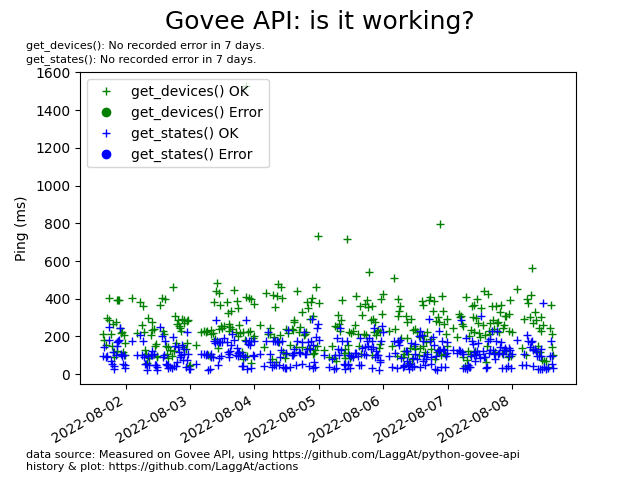 Govee API: is it working?
get_devices(): No recorded error in 7 days.
get_states(): No recorded error in 7 days.
1600
1400
1200
1000
800
600
400
200
0
Ping (ms)
get_devices() OK
get_devices() Error
get_states() OK
get_states() Error
2022-08-02
2022-08-03
2022-08-04
2022-08-05
2022-08-06
2022-08-07
2022-08-08
data source: Measured on Govee API, using https://github.com/LaggAt/python-govee-api
history & plot: https://github.com/LaggAt/actions